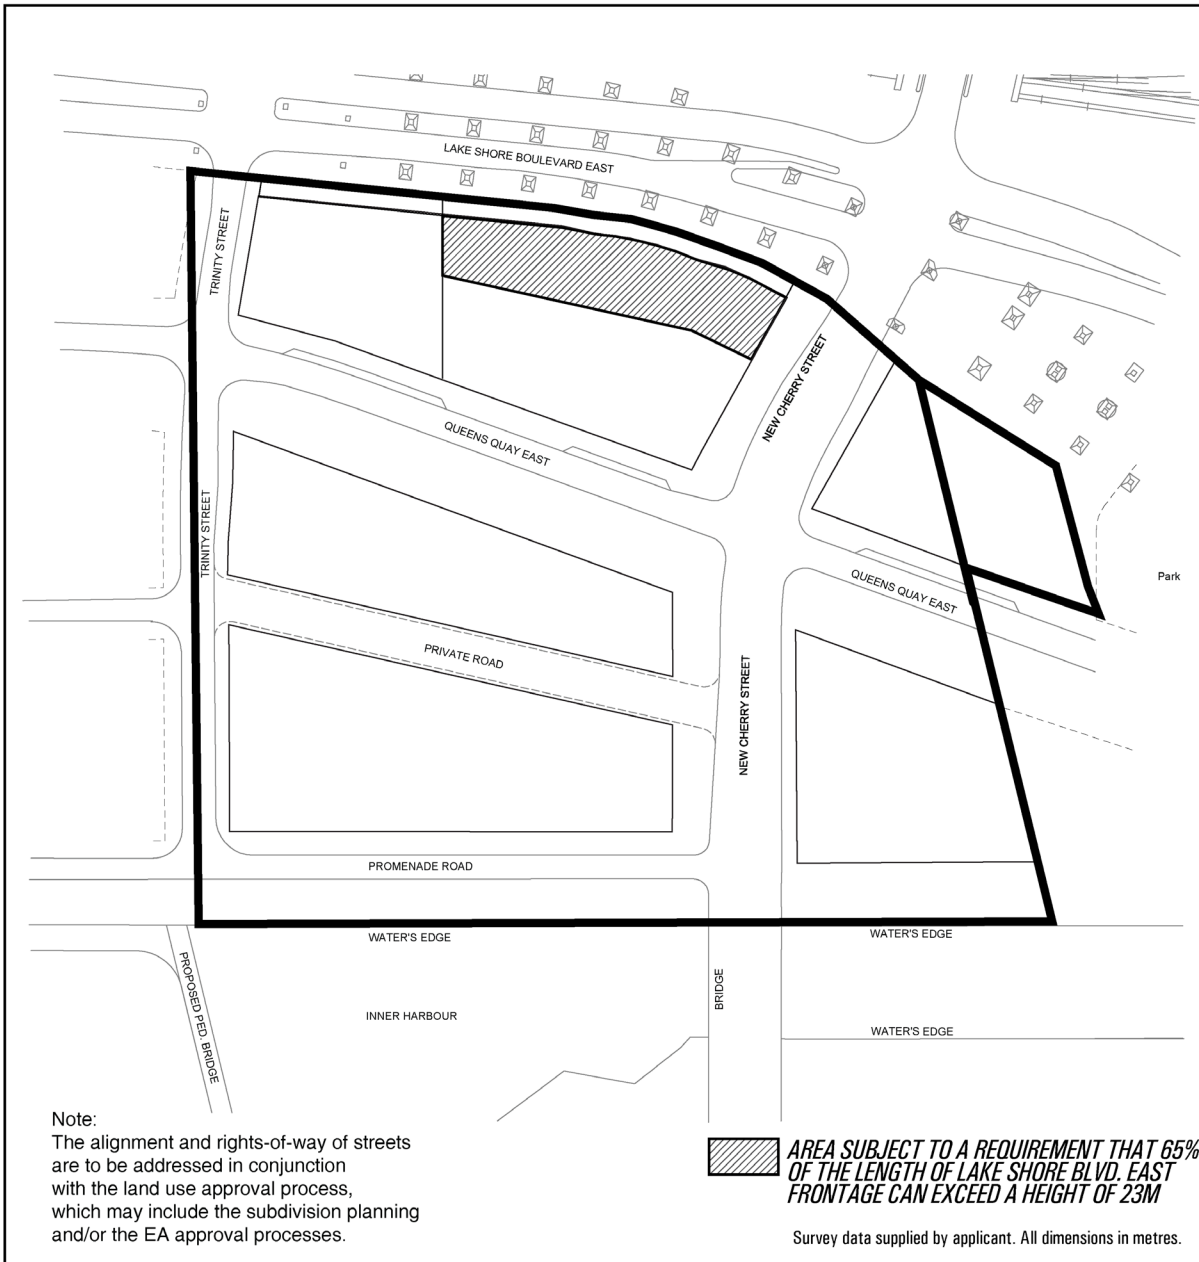 LAKE SHORE BOULEVARD EAST
TRINITY STREET
NEW CHERRY STREET
QUEENS QUAY EAST
TRINITY STREET
QUEENS QUAY EAST
Park
PRIVATE ROAD
NEW CHERRY STREET
PROMENADE ROAD
WATER'S EDGE
WATER'S EDGE
PROPOSED PED. BRIDGE
BRIDGE
INNER HARBOUR
WATER'S EDGE
Note:
The alignment and rights-of-way of streets
are to be addressed in conjunction
with the land use approval process,
which may include the subdivision planning
and/or the EA approval processes.
AREA SUBJECT TO A REQUIREMENT THAT 65%
OF THE LENGTH OF LAKE SHORE BLVD. EAST
FRONTAGE CAN EXCEED A HEIGHT OF 23M
Survey data supplied by applicant. All dimensions in metres.